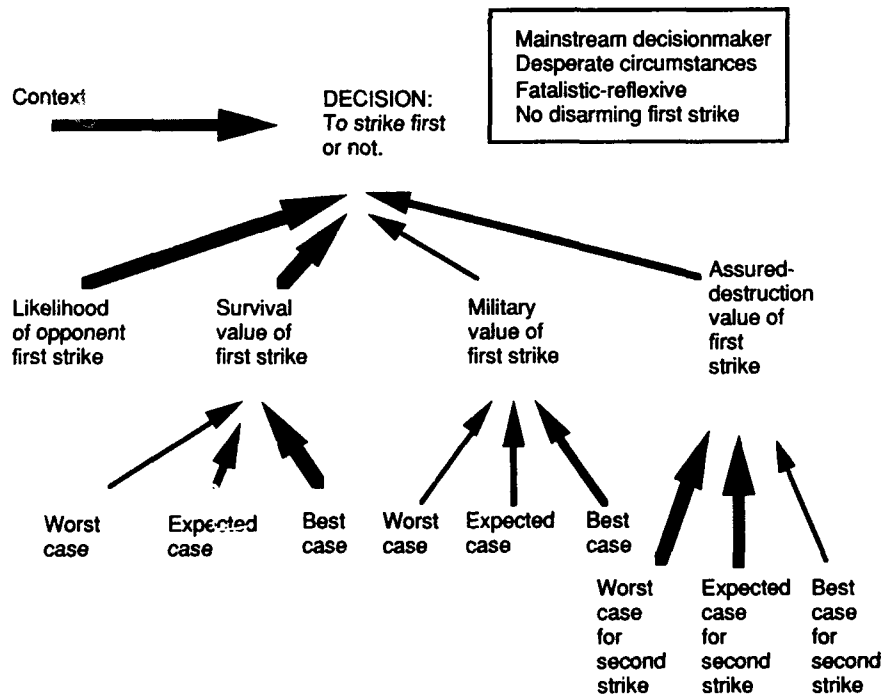 Mainstream decisionmaker
Desperate circumstances
Fatalistic-reflexive
No disarming first strike
Context
DECISION:
To strike first
or not.
Likelihood
of opponent
first strike
Survival
value of
first strike
Military
value of
first strike
Assured-
destruction
value of
first
strike
Worst
case
Expected
case
Best
case
Worst
case
Expected
case
Best
case
Worst
case
for
second
strike
Expected
case
for
second
strike
Best
case
for
second
strike